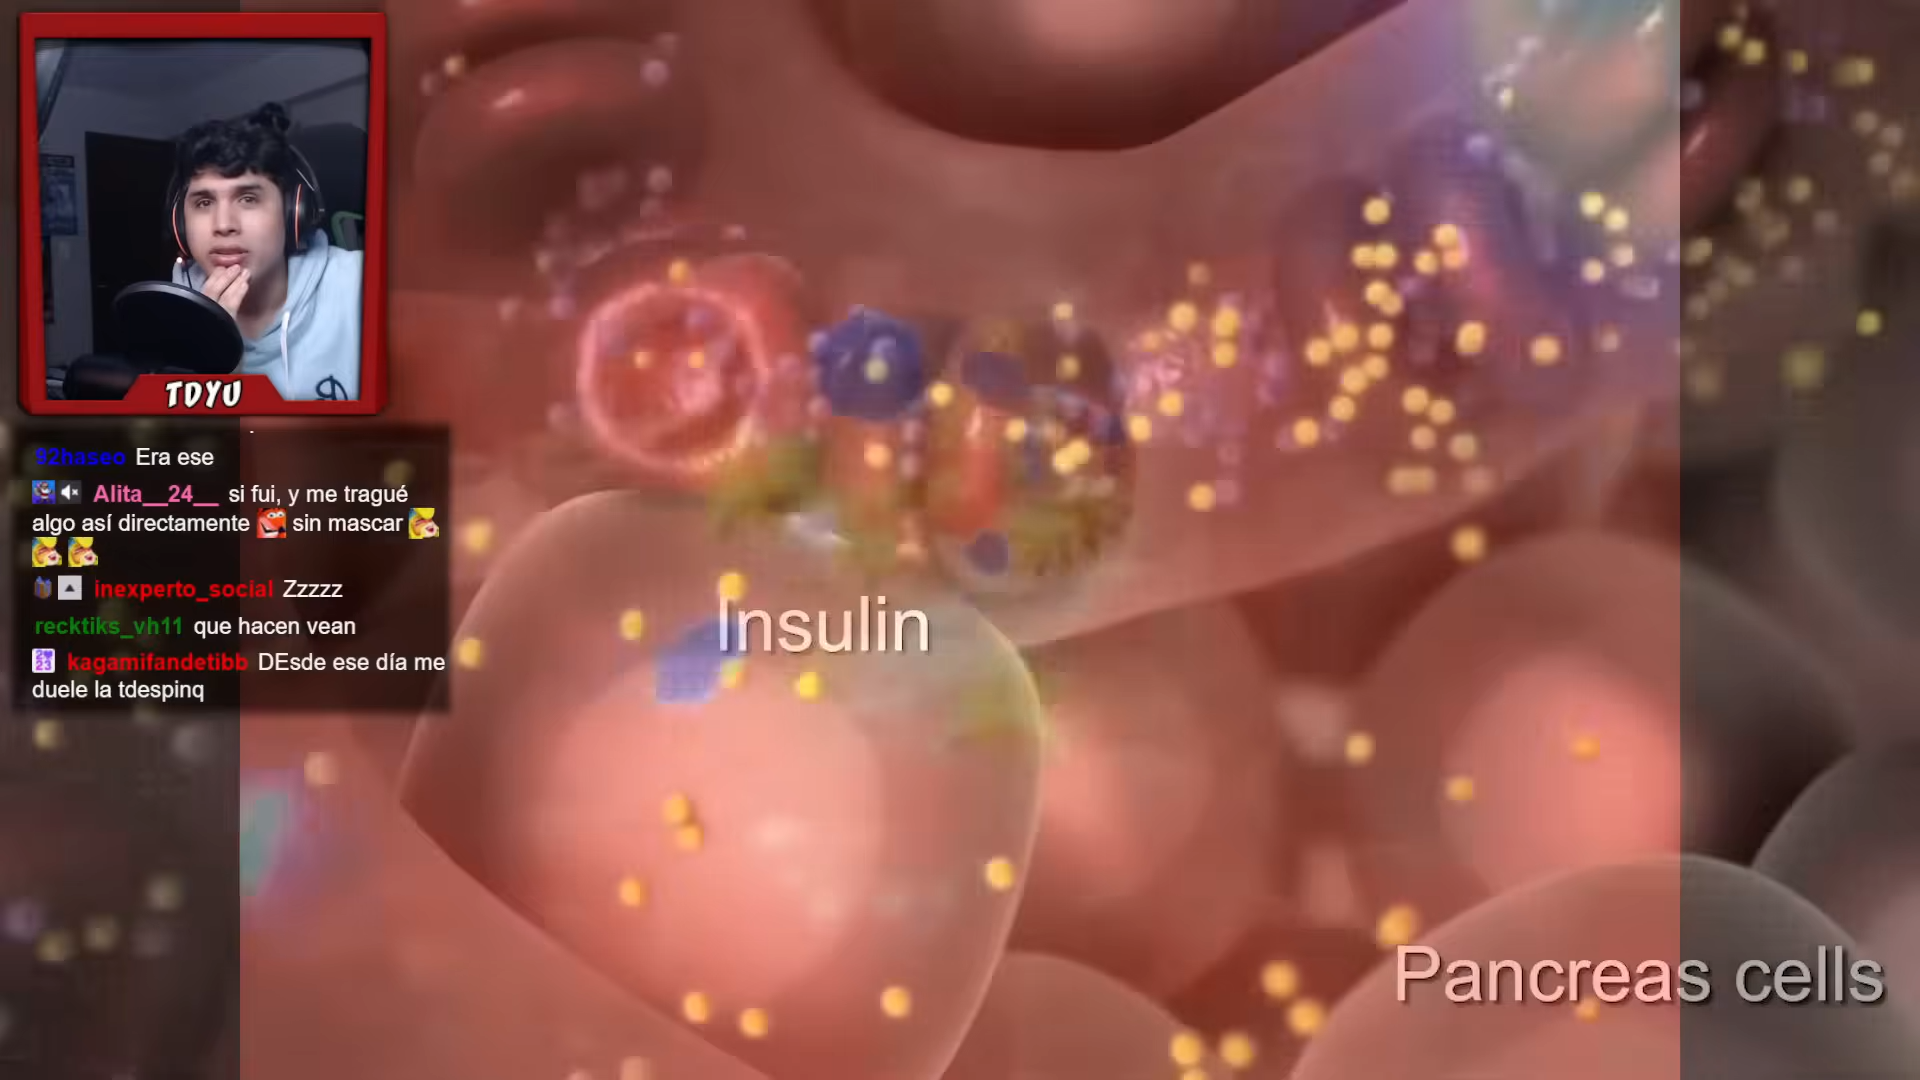 TDYU
92haseo Era ese
Alita__24__ si fui, y me tragué
algo así directamente sin mascar
inexperto_social Zzzzz
recktiks_vh11 que hacen vean
kagamifandetibb DEsde ese día me
duele la tdespinq
Insulin
Pancreas cells